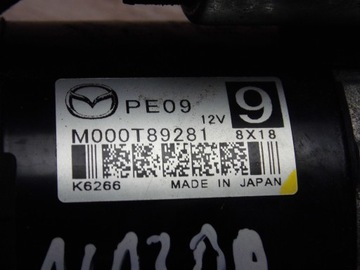 PE09 12V 9
M000T89281 8X18
K6266 MADE IN JAPAN